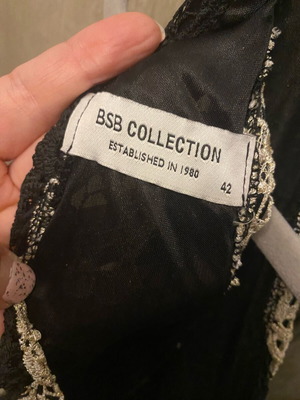 BSB COLLECTION
ESTABLISHED IN 1980
42